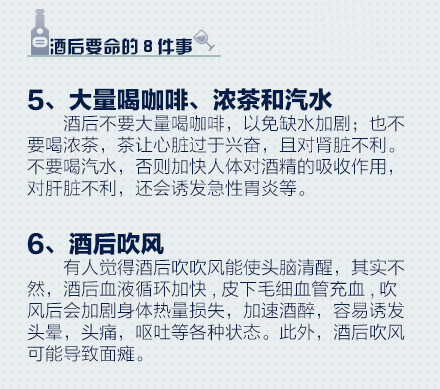 酒后要命的8件事
5、大量喝咖啡、浓茶和汽水
酒后不要大量喝咖啡，以免缺水加剧；也不
要喝浓茶，茶让心脏过于兴奋，且对肾脏不利。
不要喝汽水，否则加快人体对酒精的吸收作用，
对肝脏不利，还会诱发急性胃炎等。
6、酒后吹风
有人觉得酒后吹吹风能使头脑清醒，其实不
然，酒后血液循环加快，皮下毛细血管充血，吹
风后会加剧身体热量损失，加速酒醉，容易诱发
头晕，头痛，呕吐等各种状态。此外，酒后吹风
可能导致面瘫。